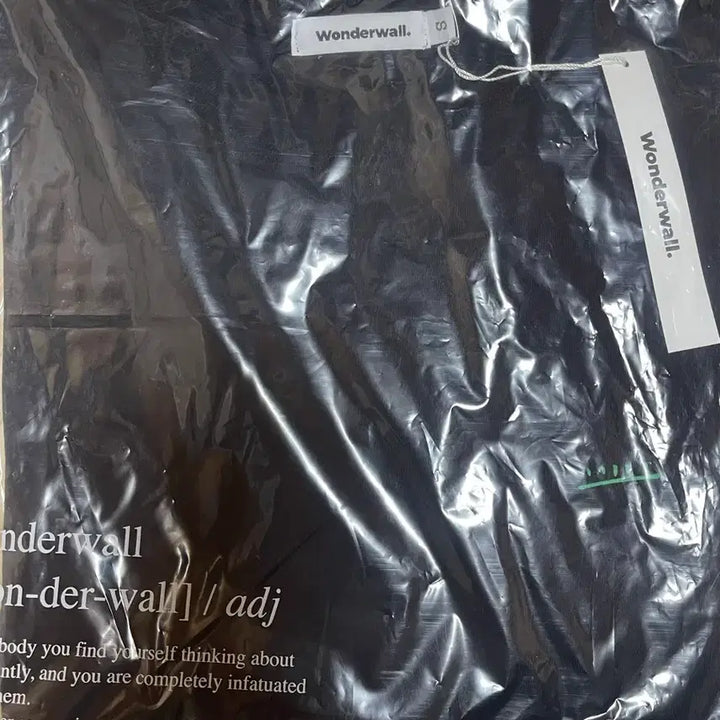 Wonderwall.
S
Wonderwall.
nderwall
on-der-wall] / adj
body you find yourself thinking about
ntly, and you are completely infatuated
em.